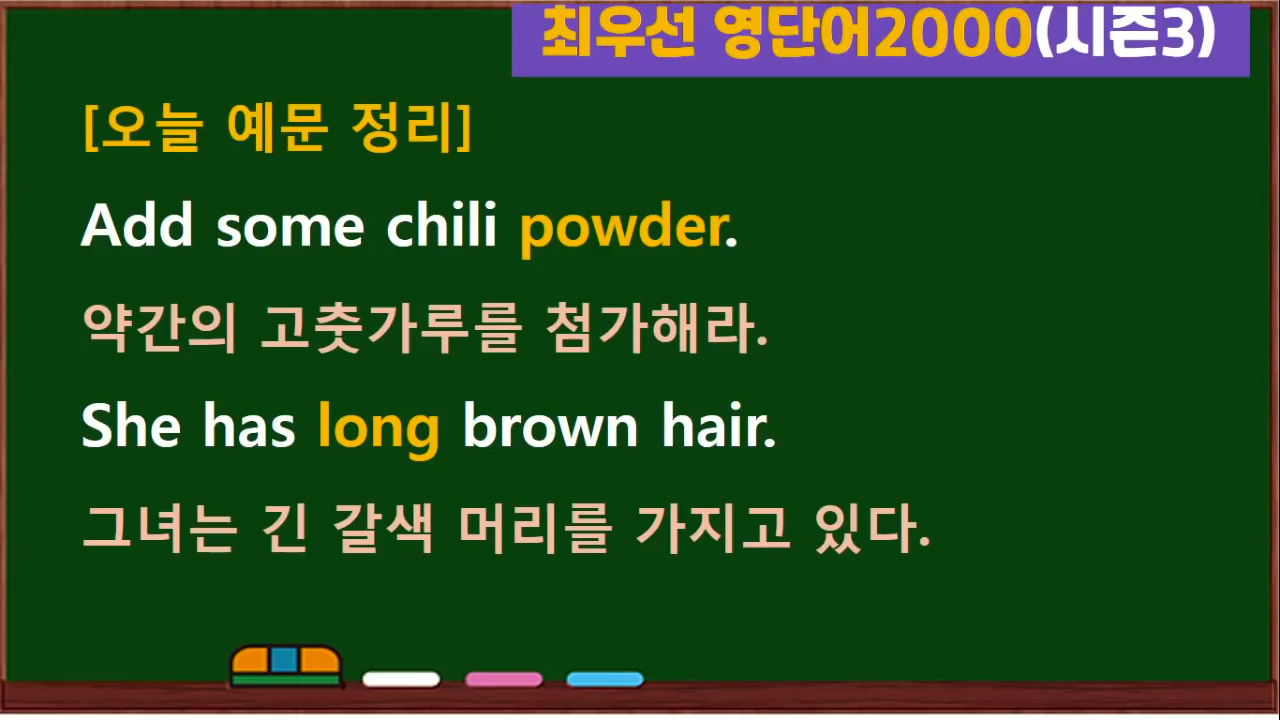 최우선 영단어2000(시즌3)
[오늘 예문 정리]
Add some chili powder.
약간의 고춧가루를 첨가해라.
She has long brown hair.
그녀는 긴 갈색 머리를 가지고 있다.